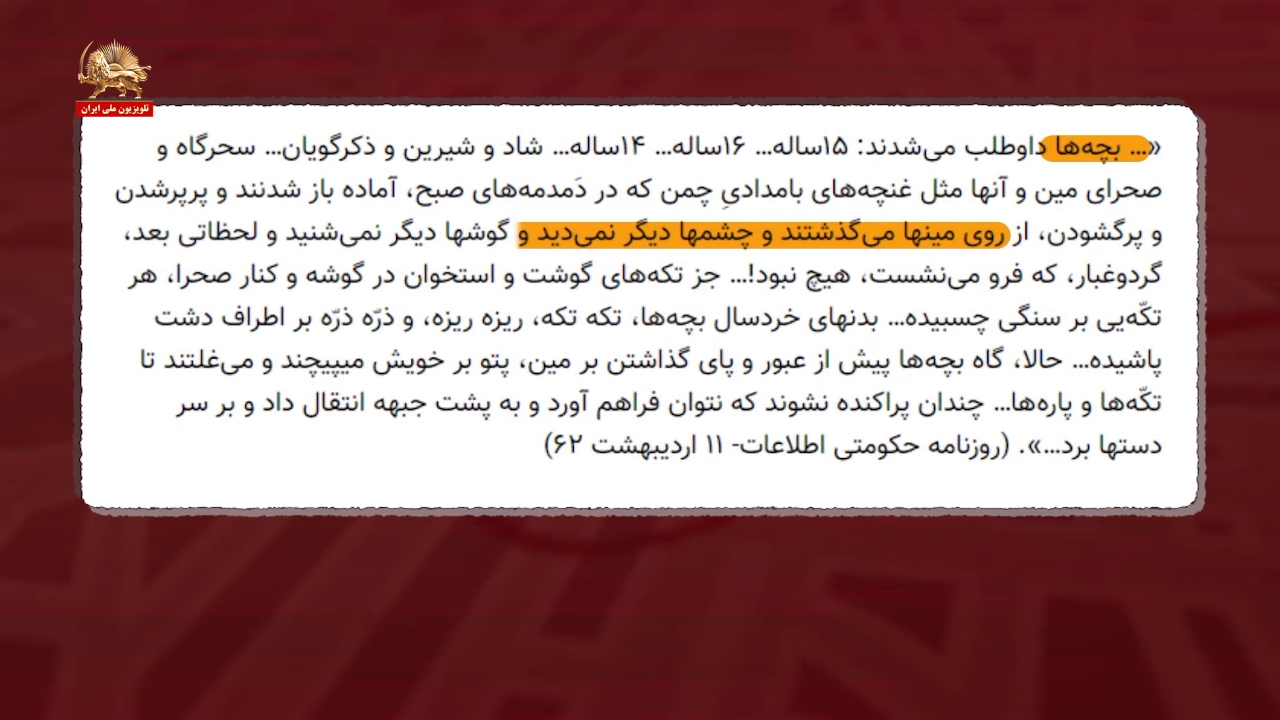 تلویزیون ملی ایران
«... بچه‌ها داوطلب می‌شدند: ۱۵ساله... ۱۶ساله... ۱۴ساله... شاد و شیرین و ذکرگویان... سحرگاه و
صحرای مین و آنها مثل غنچه‌های بامدادیِ چمن که در دَمدمه‌های صبح، آماده باز شدنند و پرپرشدن
و پرگشودن، از روی مینها می‌گذشتند و چشمها دیگر نمی‌دید و گوشها دیگر نمی‌شنید و لحظاتی بعد،
گردوغبار، که فرو می‌نشست، هیچ نبود!... جز تکه‌های گوشت و استخوان در گوشه و کنار صحرا، هر
تکّه‌یی بر سنگی چسبیده... بدنهای خردسال بچه‌ها، تکه تکه، ریزه ریزه، و ذرّه ذرّه بر اطراف دشت
پاشیده... حالا، گاه بچه‌ها پیش از عبور و پای گذاشتن بر مین، پتو بر خویش میپیچند و می‌غلتند تا
تکّه‌ها و پاره‌ها... چندان پراکنده نشوند که نتوان فراهم آورد و به پشت جبهه انتقال داد و بر سر
دستها برد...». (روزنامه حکومتی اطلاعات- ۱۱ اردیبهشت ۶۲)